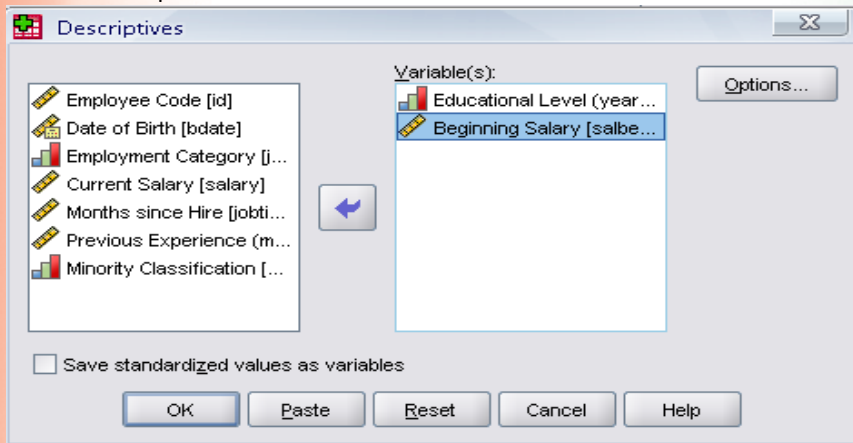 Descriptives
Variable(s):
Employee Code [id]
Date of Birth [bdate]
Employment Category [j...
Current Salary [salary]
Months since Hire [jobti...
Previous Experience (m...
Minority Classification [...
Educational Level (year...
Beginning Salary [salbe...
Options...
Save standardized values as variables
OK
Paste
Reset
Cancel
Help